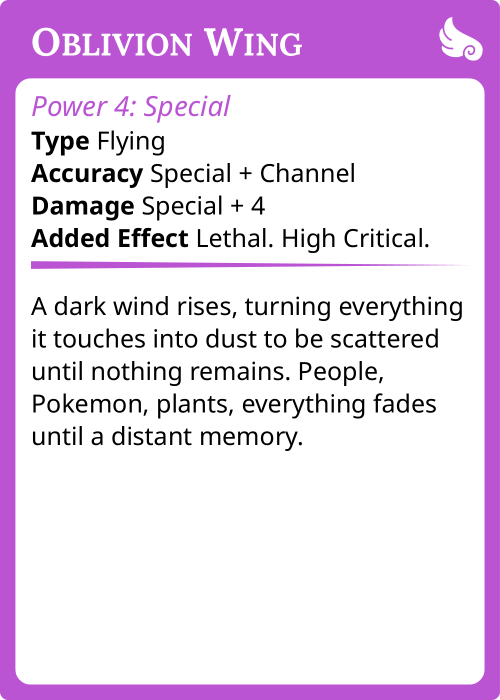 Oblivion Wing
Power 4: Special
Type Flying
Accuracy Special + Channel
Damage Special + 4
Added Effect Lethal. High Critical.
A dark wind rises, turning everything
it touches into dust to be scattered
until nothing remains. People,
Pokemon, plants, everything fades
until a distant memory.